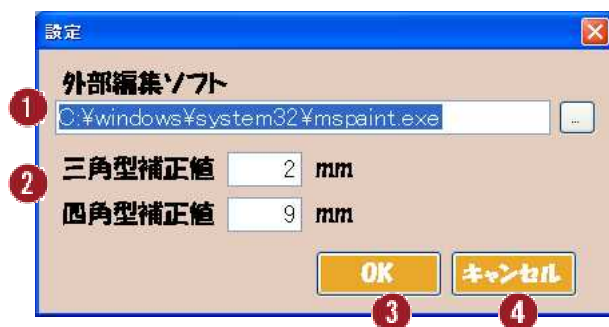 設定
外部編集ソフト
1 C:¥windows¥system32¥mspaint.exe ...
2 三角型補正値 2 mm
四角型補正値 9 mm
OK キャンセル
3 4